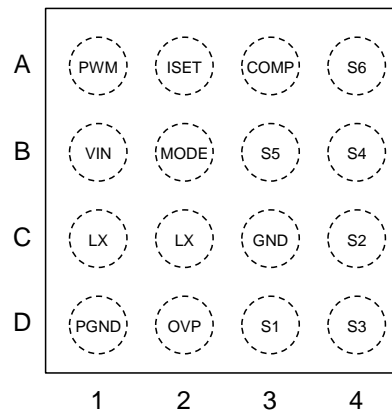 A PWM ISET COMP S6
B VIN MODE S5 S4
C LX LX GND S2
D PGND OVP S1 S3
1 2 3 4